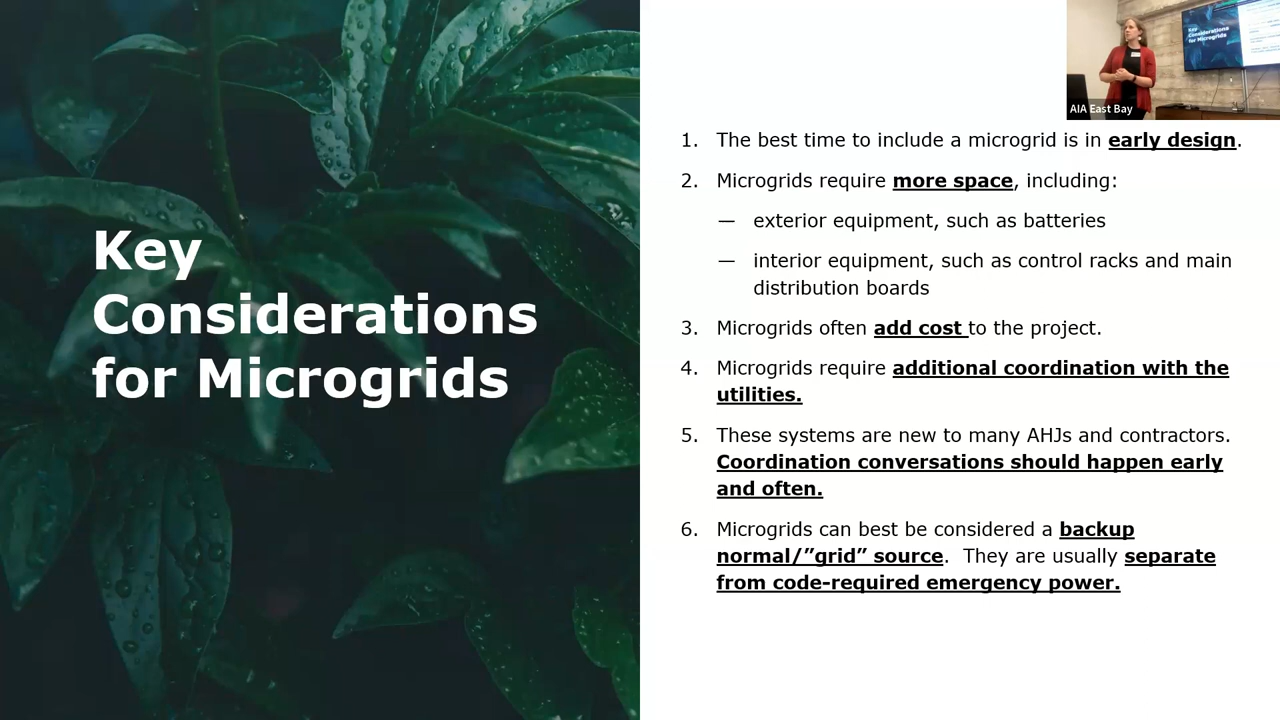 Key
Considerations
for Microgrids
AIA East Bay
Key
Considerations
for Microgrids
1. The best time to include a microgrid is in early design.
2. Microgrids require more space, including:
— exterior equipment, such as batteries
— interior equipment, such as control racks and main
distribution boards
3. Microgrids often add cost to the project.
4. Microgrids require additional coordination with the
utilities.
5. These systems are new to many AHJs and contractors.
Coordination conversations should happen early
and often.
6. Microgrids can best be considered a backup
normal/”grid” source.  They are usually separate
from code-required emergency power.